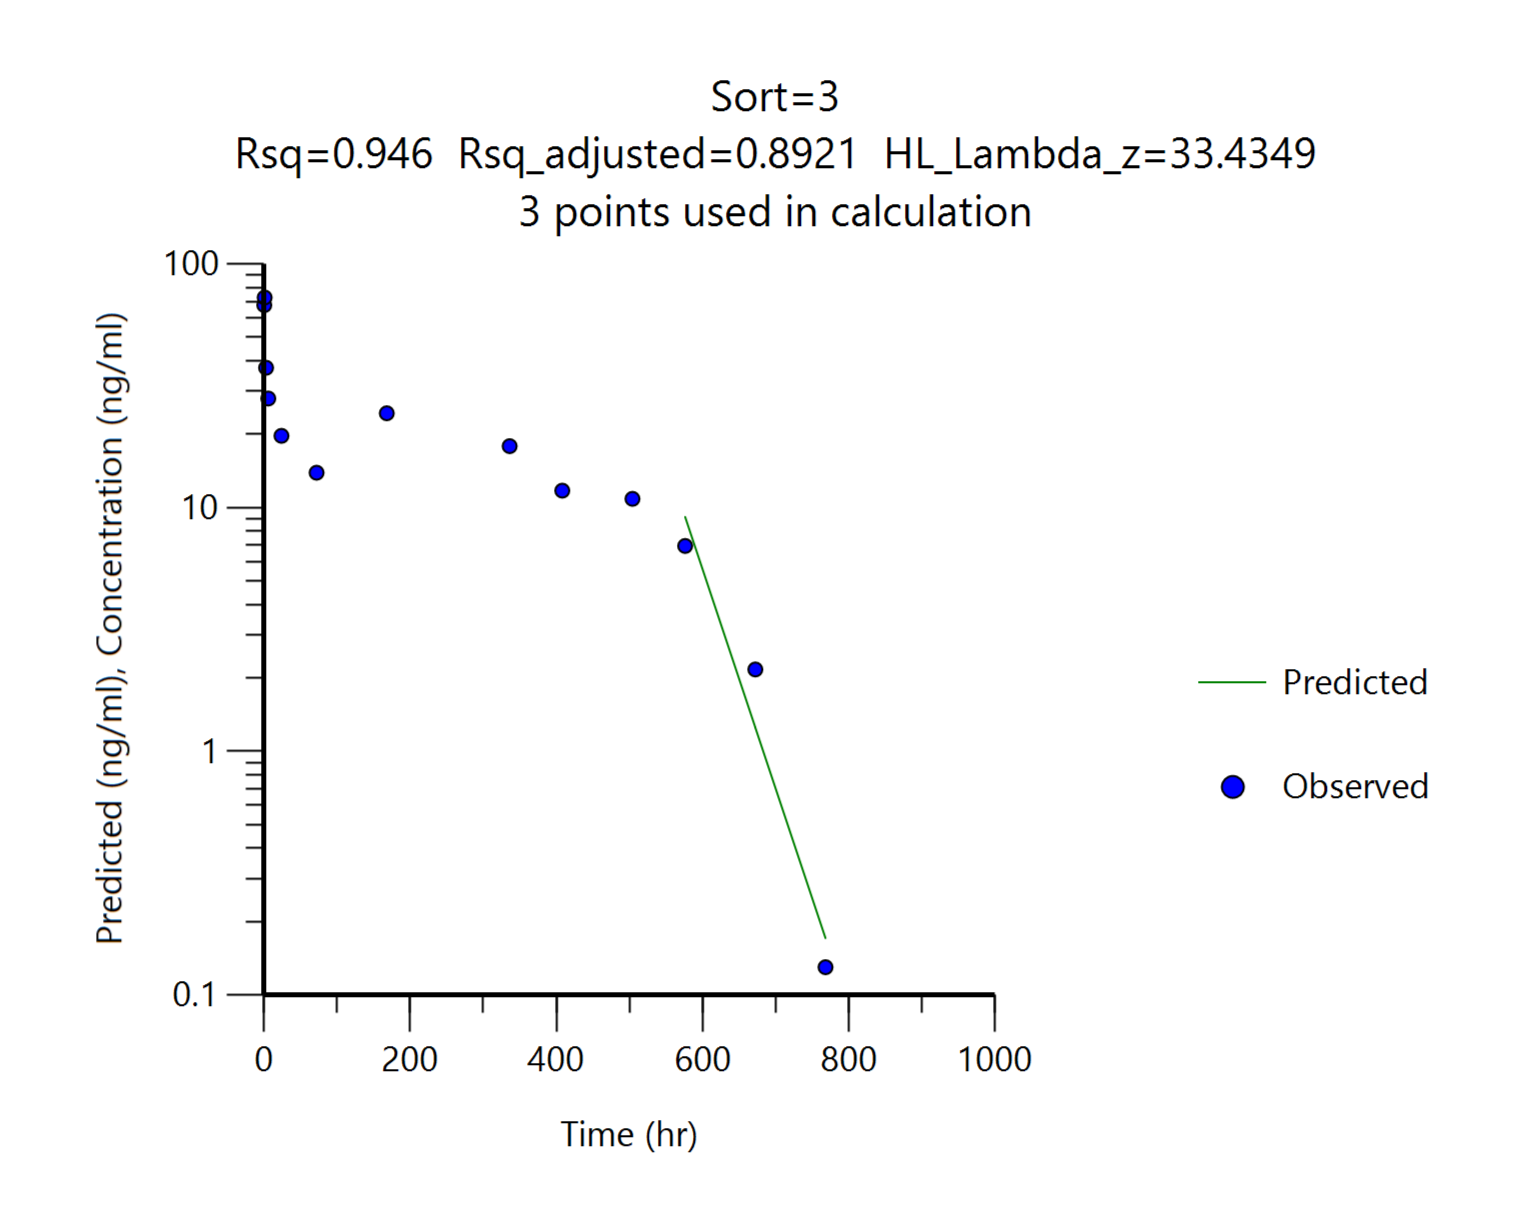 Sort=3
Rsq=0.946 Rsq_adjusted=0.8921 HL_Lambda_z=33.4349
3 points used in calculation
Predicted (ng/ml), Concentration (ng/ml)
100
10
1
0.1
0
200
400
600
800
1000
Time (hr)
Predicted
Observed